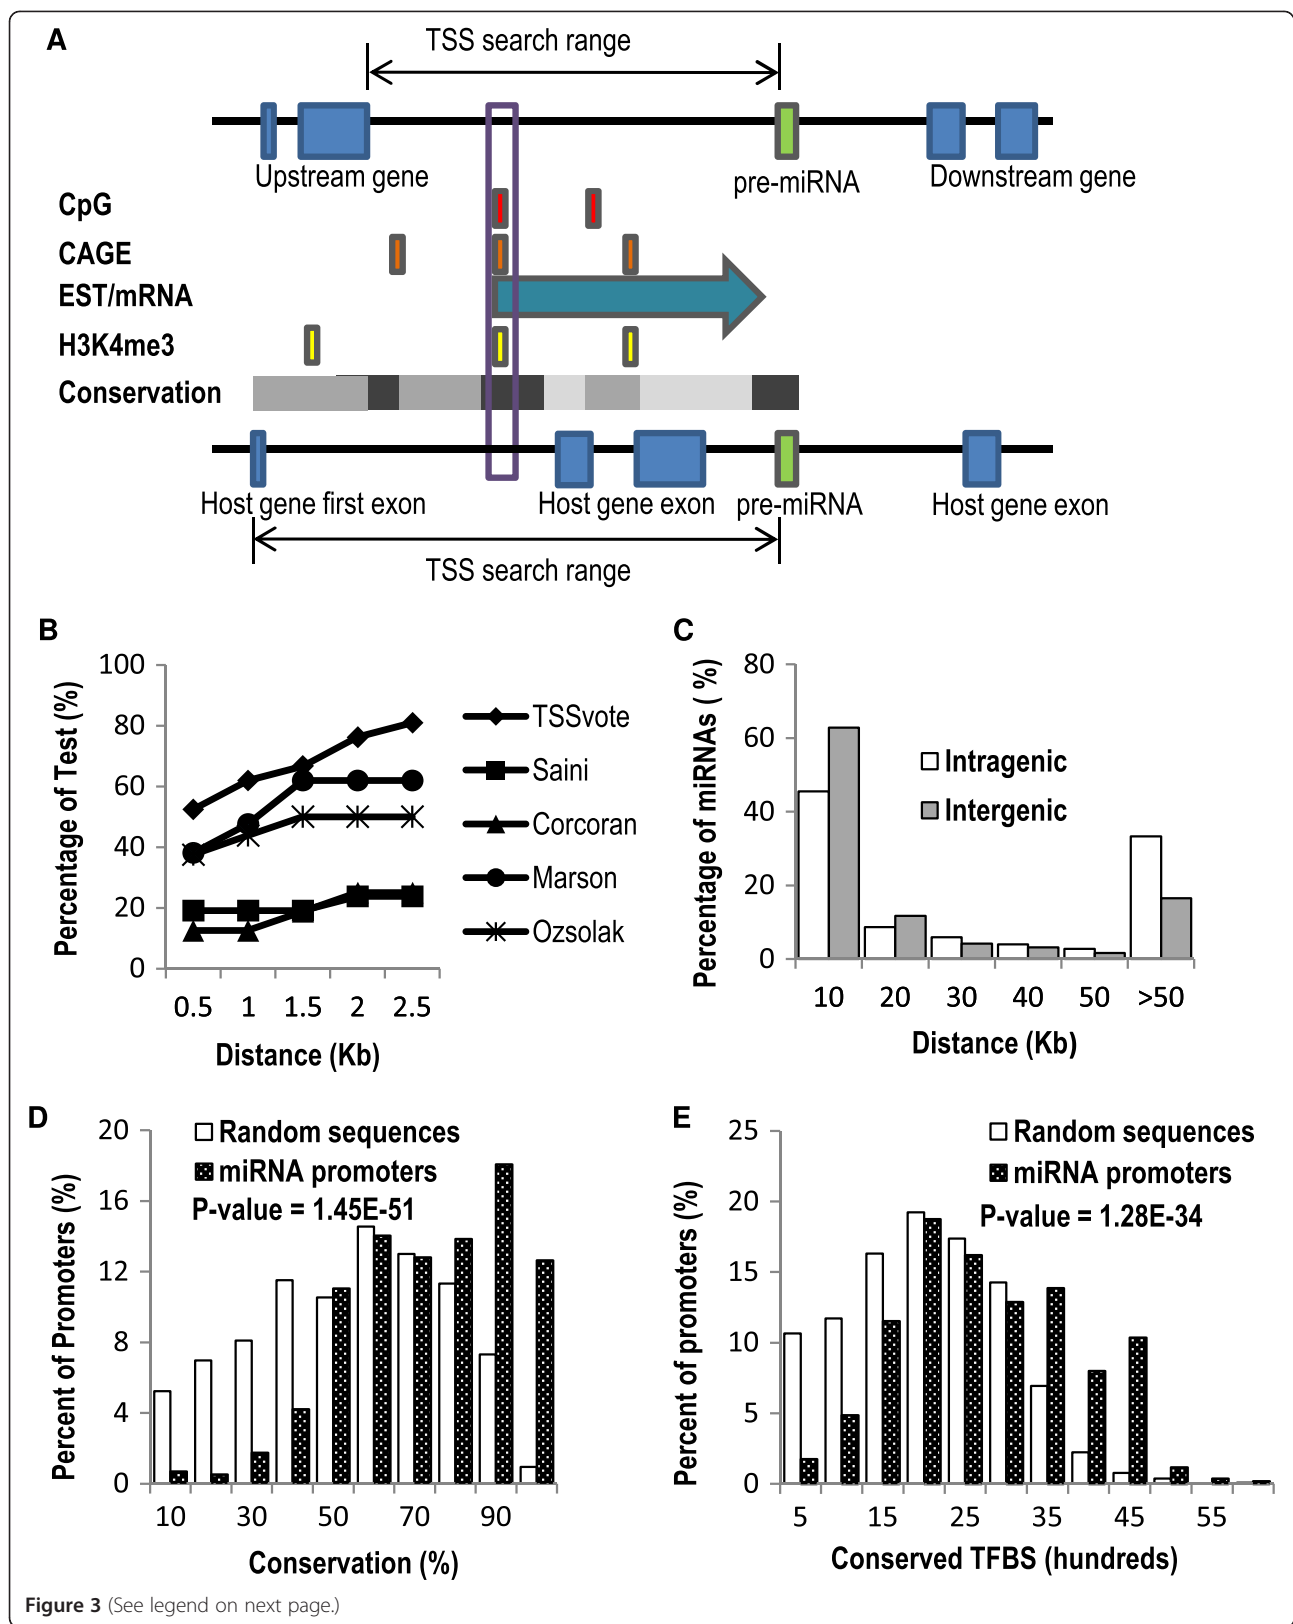 A
TSS search range
Upstream gene
pre-miRNA
Downstream gene
CpG
CAGE
EST/mRNA
H3K4me3
Conservation
Host gene first exon
Host gene exon
pre-miRNA
Host gene exon
TSS search range
B
Percentage of Test (%)
100
80
60
40
20
0
0.5 1 1.5 2 2.5
Distance (Kb)
TSSvote
Saini
Corcoran
Marson
Ozsolak
C
Percentage of miRNAs ( %)
80
60
40
20
0
Intragenic
Intergenic
10 20 30 40 50 >50
Distance (Kb)
D
Percent of Promoters (%)
20
16
12
8
4
0
Random sequences
miRNA promoters
P-value = 1.45E-51
10 30 50 70 90
Conservation (%)
E
Percent of promoters (%)
25
20
15
10
5
0
Random sequences
miRNA promoters
P-value = 1.28E-34
5 15 25 35 45 55
Conserved TFBS (hundreds)
Figure 3 (See legend on next page.)